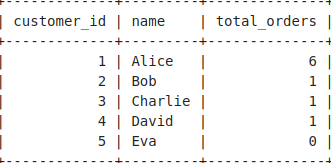 customer_id | name | total_orders |
1 | Alice | 6 |
2 | Bob | 1 |
3 | Charlie | 1 |
4 | David | 1 |
5 | Eva | 0 |